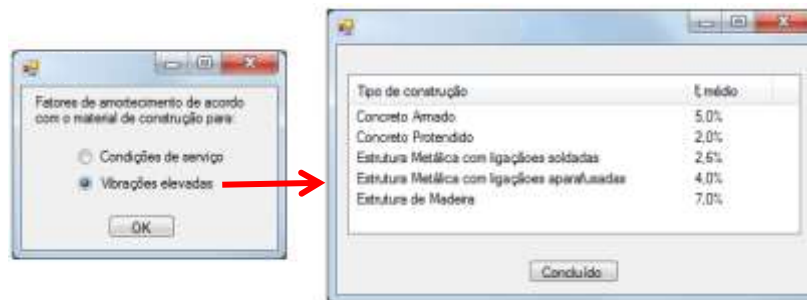 Fatores de amortecimento de acordo
com o material de construção para:
Condições de serviço
Vibrações elevadas
OK
Tipo de construção ξ médio
Concreto Armado 5,0%
Concreto Protendido 2,0%
Estrutura Metálica com ligaçãoes soldadas 2,6%
Estrutura Metálica com ligaçãoes aparafusadas 4,0%
Estrutura de Madeira 7,0%
Concluído